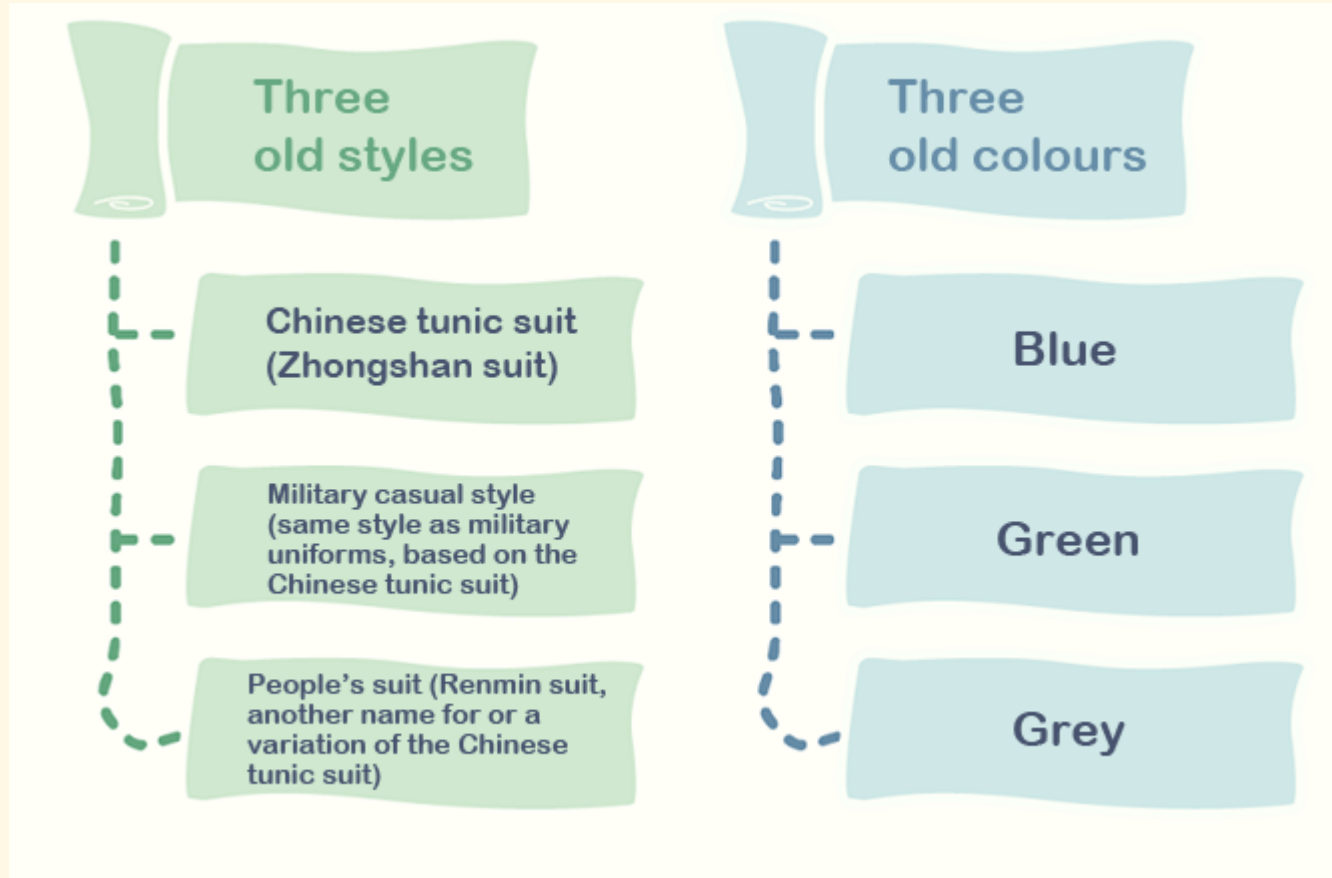 Three
old styles
Chinese tunic suit
(Zhongshan suit)
Military casual style
(same style as military
uniforms, based on the
Chinese tunic suit)
People's suit (Renmin suit,
another name for or a
variation of the Chinese
tunic suit)
Three
old colours
Blue
Green
Grey